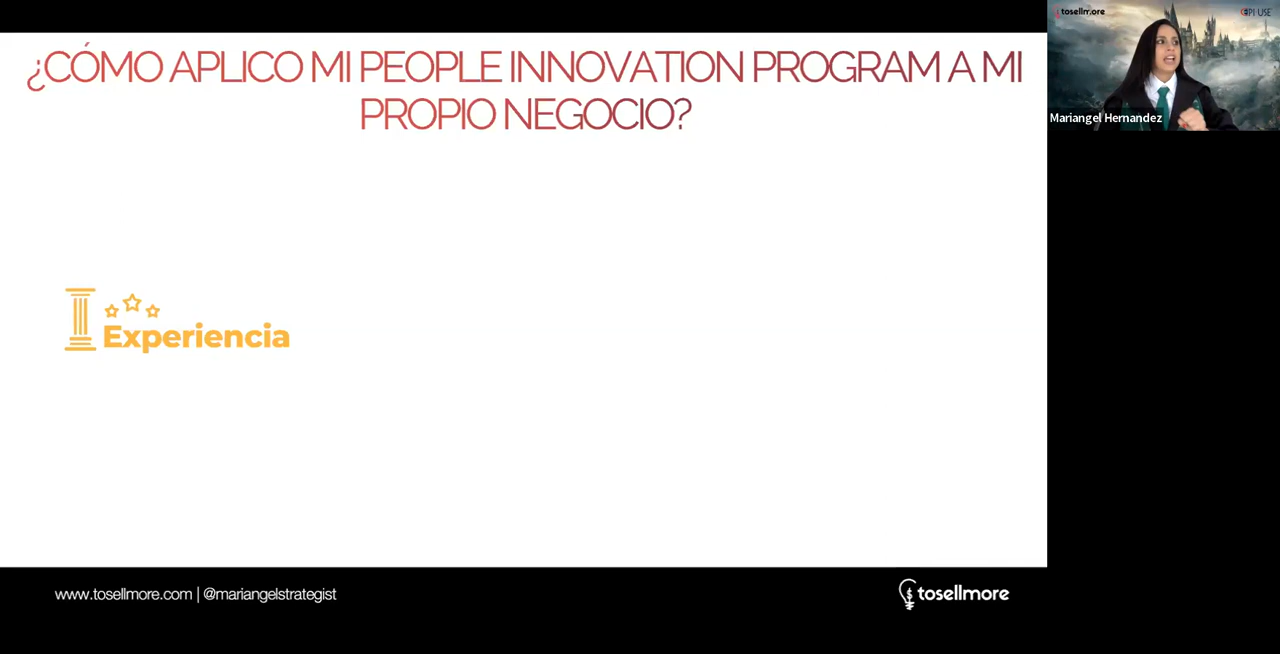 ¿CÓMO APLICO MI PEOPLE INNOVATION PROGRAM A MI
PROPIO NEGOCIO?
tosellmore
Mariangel Hernandez
Experiencia
www.tosellmore.com | @mariangelstrategist
tosellmore